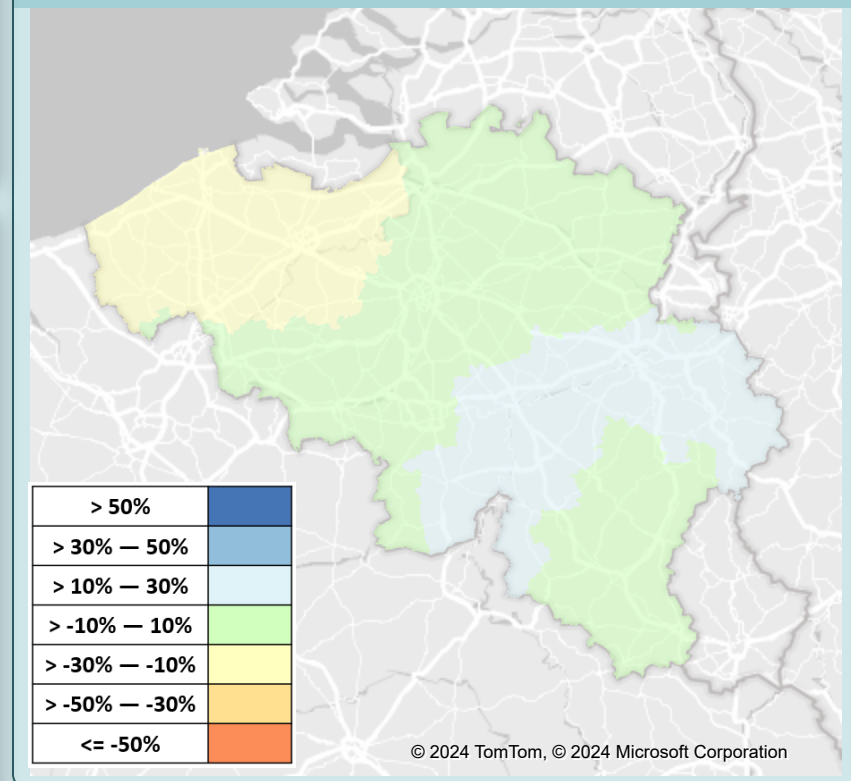 > 50%
> 30% — 50%
> 10% — 30%
> -10% — 10%
> -30% — -10%
> -50% — -30%
<= -50%
© 2024 TomTom, © 2024 Microsoft Corporation